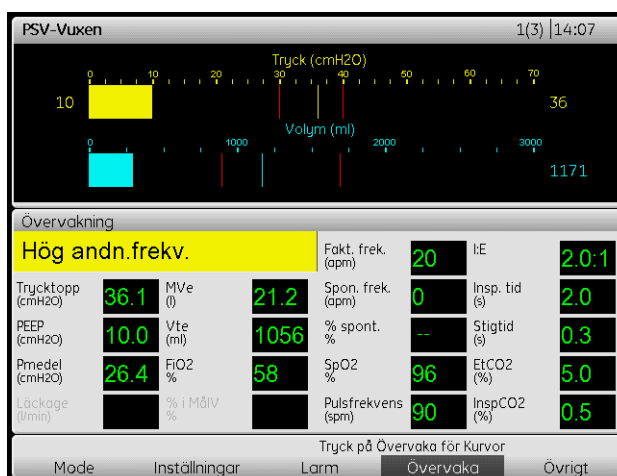 PSV-Vuxen 1(3) |14:07
Tryck (cmH2O)
0 10 20 30 40 50 60 70
10 36
Volym (ml)
0 1000 2000 3000
1171
Övervakning
Hög andn.frekv.
Fakt. frek. (apm) 20 I:E 2.0:1
Trycktopp (cmH2O) 36.1 MVe (l) 21.2 Spon. frek. (apm) 0 Insp. tid (s) 2.0
PEEP (cmH2O) 10.0 Vte (ml) 1056 % spont. % -- Stigtid (s) 0.3
Pmedel (cmH2O) 26.4 FiO2 % 58 SpO2 % 96 EtCO2 (%) 5.0
Läckage (l/min) % i MålV % Pulsfrekvens (spm) 90 InspCO2 (%) 0.5
Tryck på Övervaka för Kurvor
Mode Inställningar Larm Övervaka Övrigt